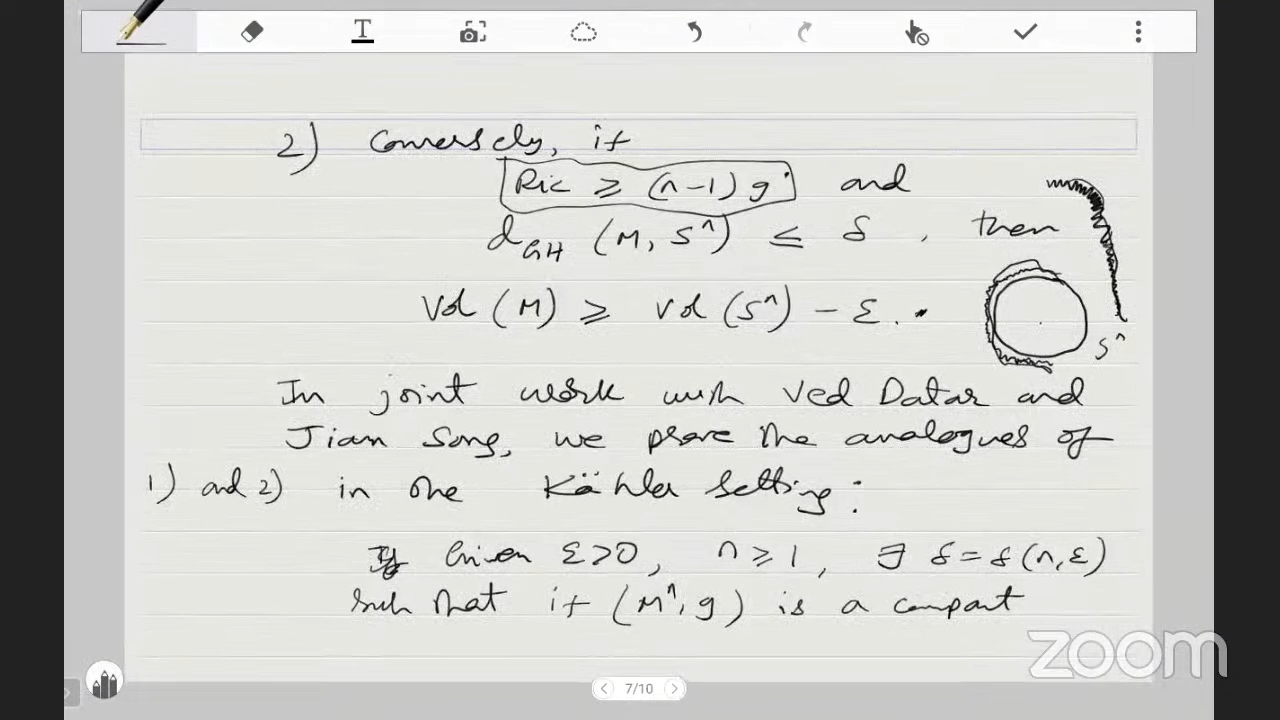 T
2) Conversely, if
Ric ≥ (n-1) g and
d_GH (M, S^n) ≤ δ , then
Vol (M) ≥ Vol (S^n) - ε.
S^n
In joint work with Ved Datar and
Jian Song, we prove the analogues of
1) and 2) in the Kähler setting:
Given ε>0, n ≥ 1, ∃ δ = δ(n, ε)
such that if (M^n, g) is a compact
zoom
7/10